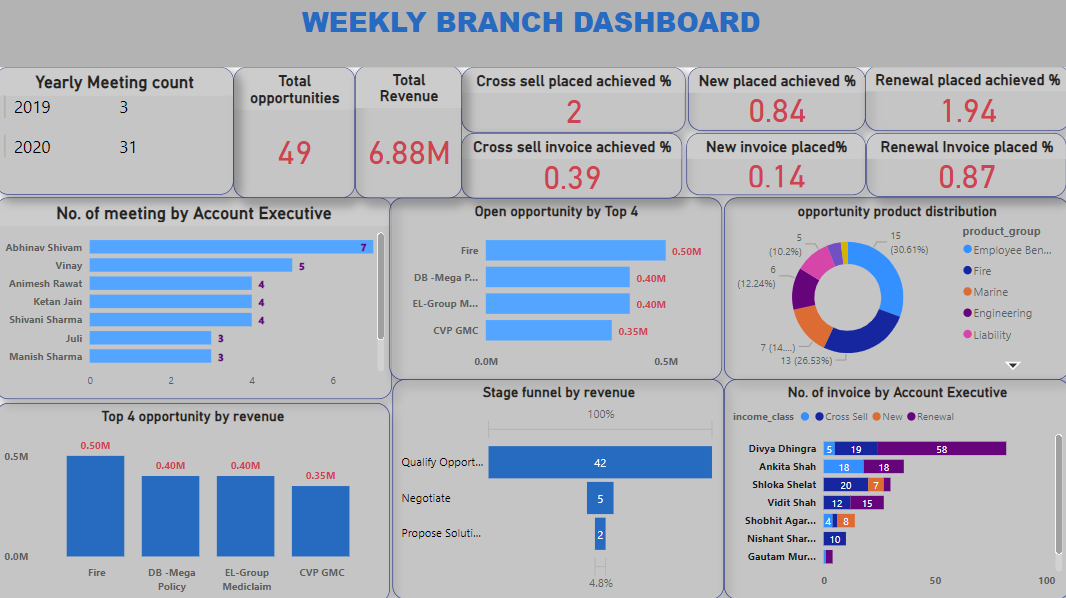 WEEKLY BRANCH DASHBOARD
Yearly Meeting count
2019 3
2020 31
Total
opportunities
49
Total
Revenue
6.88M
Cross sell placed achieved %
2
New placed achieved %
0.84
Renewal placed achieved %
1.94
Cross sell invoice achieved %
0.39
New invoice placed%
0.14
Renewal Invoice placed %
0.87
No. of meeting by Account Executive
Abhinav Shivam 7
Vinay 5
Animesh Rawat 4
Ketan Jain 4
Shivani Sharma 4
Juli 3
Manish Sharma 3
0 2 4 6
Open opportunity by Top 4
Fire 0.50M
DB -Mega P... 0.40M
EL-Group M... 0.40M
CVP GMC 0.35M
0.0M 0.5M
opportunity product distribution
15
(30.61%)
13 (26.53%)
7 (14....)
6
(12.24%)
5
(10.2%)
product_group
Employee Ben...
Fire
Marine
Engineering
Liability
Top 4 opportunity by revenue
0.5M
0.0M
0.50M 0.40M 0.40M 0.35M
Fire
DB -Mega
Policy
EL-Group
Mediclaim
CVP GMC
Stage funnel by revenue
100%
Qualify Opport... 42
Negotiate 5
Propose Soluti... 2
4.8%
No. of invoice by Account Executive
income_class Cross Sell New Renewal
Divya Dhingra 5 19 58
Ankita Shah 18 18
Shloka Shelat 20 7
Vidit Shah 12 15
Shobhit Agar... 4 8
Nishant Shar... 10
Gautam Mur...
0 50 100